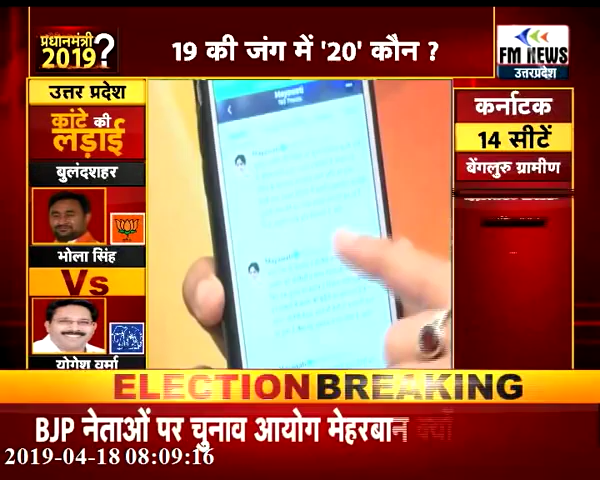 प्रधानमंत्री
2019 ?
19 की जंग में '20' कौन ?
FM NEWS
उत्तरप्रदेश
उत्तर प्रदेश
कांटे की
लड़ाई
बुलंदशहर
भोला सिंह
Vs
योगेश वर्मा
Mayawati
कर्नाटक
14 सीटें
बेंगलुरु ग्रामीण
ELECTION BREAKING
BJP नेताओं पर चुनाव आयोग मेहरबान क्यों
2019-04-18 08:09:16